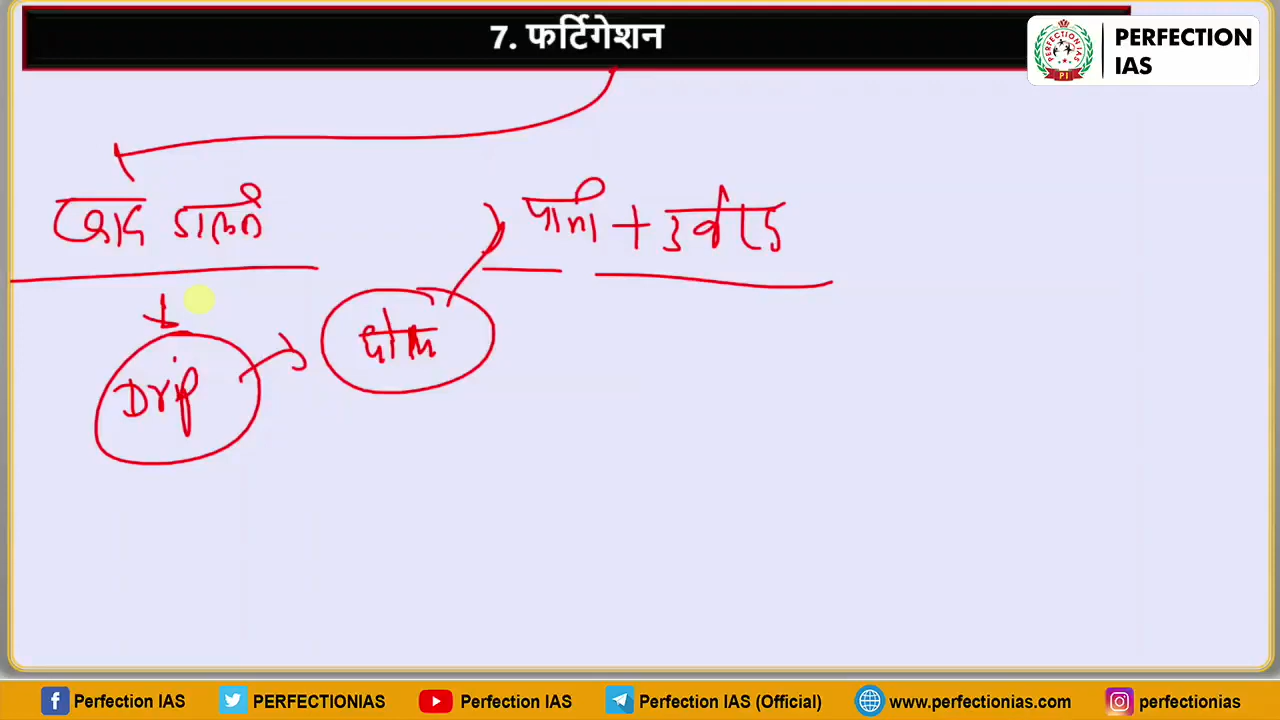 7. फर्टिगेशन
PERFECTION
IAS
खाद डालना
पानी + उर्वरक
Drip
Perfection IAS
PERFECTIONIAS
Perfection IAS
Perfection IAS (Official)
www.perfectionias.com
perfectionias